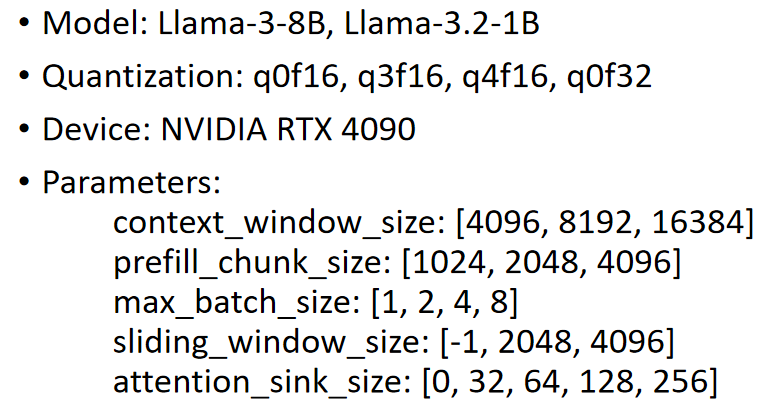 • Model: Llama-3-8B, Llama-3.2-1B
• Quantization: q0f16, q3f16, q4f16, q0f32
• Device: NVIDIA RTX 4090
• Parameters:
context_window_size: [4096, 8192, 16384]
prefill_chunk_size: [1024, 2048, 4096]
max_batch_size: [1, 2, 4, 8]
sliding_window_size: [-1, 2048, 4096]
attention_sink_size: [0, 32, 64, 128, 256]